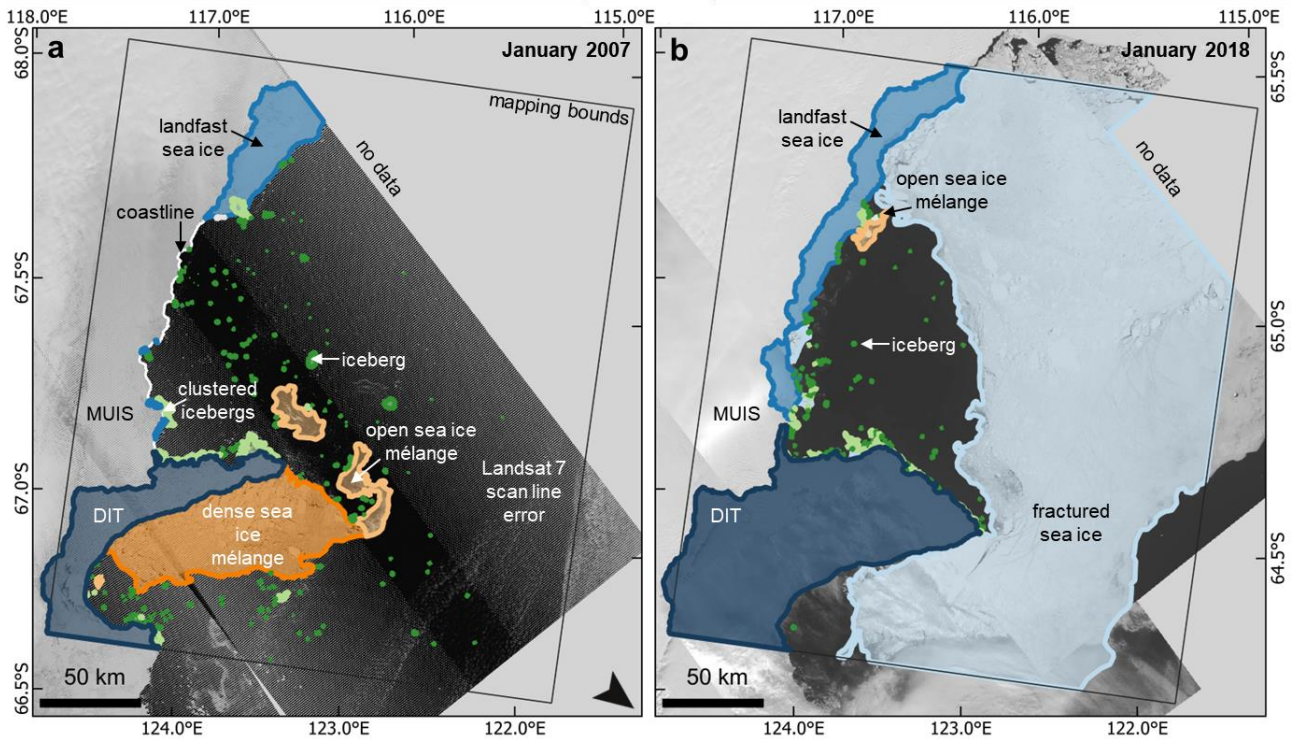 118.0°E 117.0°E 116.0°E 115.0°E
117.0°E 116.0°E 115.0°E
a January 2007
b January 2018
68.0°S
67.5°S
67.0°S
66.5°S
65.5°S
65.0°S
64.5°S
mapping bounds
landfast
sea ice
no data
coastline
iceberg
clustered
icebergs
MUIS
open sea ice
mélange
Landsat 7
scan line
error
DIT
dense sea
ice
mélange
50 km
124.0°E 123.0°E 122.0°E
landfast
sea ice
no data
open sea ice
mélange
iceberg
MUIS
DIT
fractured
sea ice
50 km
124.0°E 123.0°E 122.0°E